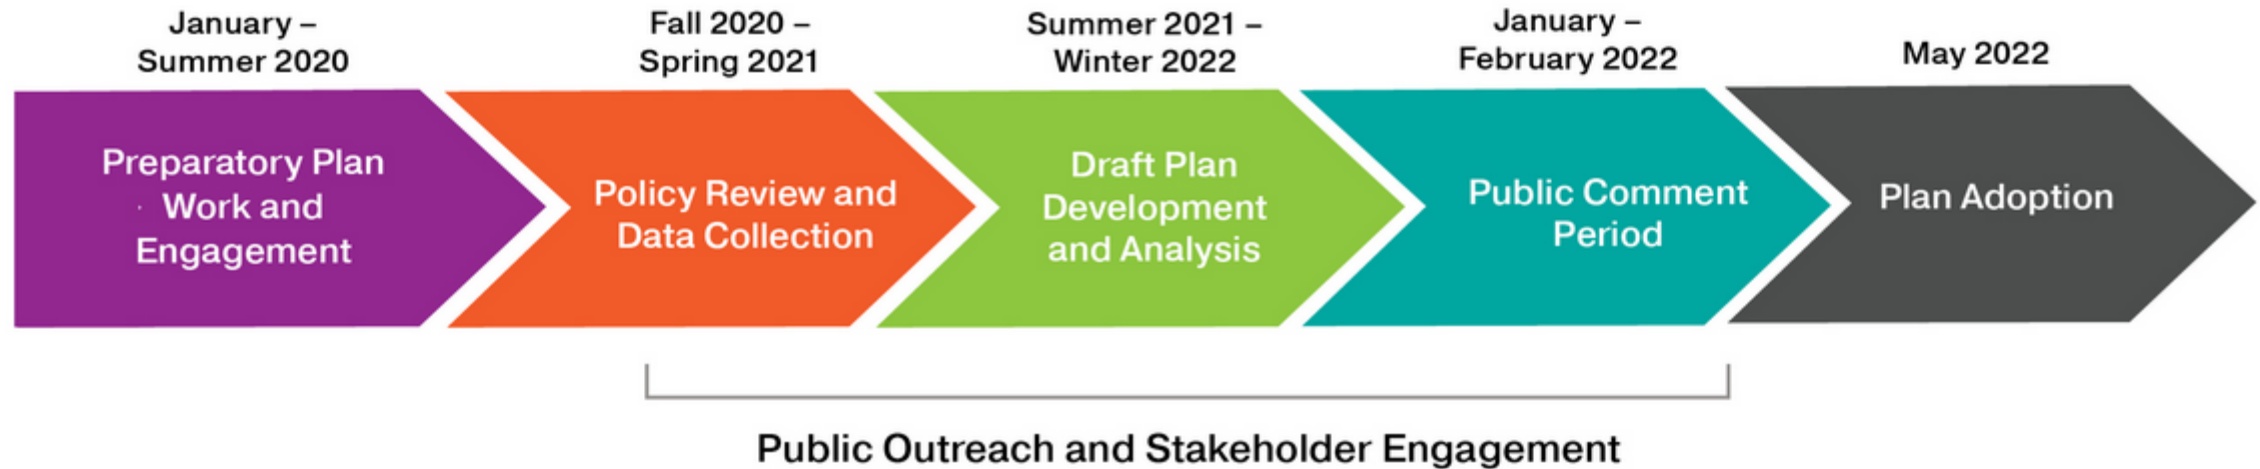 January –
Summer 2020
Fall 2020 –
Spring 2021
Summer 2021 –
Winter 2022
January –
February 2022
May 2022
Preparatory Plan
Work and
Engagement
Policy Review and
Data Collection
Draft Plan
Development
and Analysis
Public Comment
Period
Plan Adoption
Public Outreach and Stakeholder Engagement